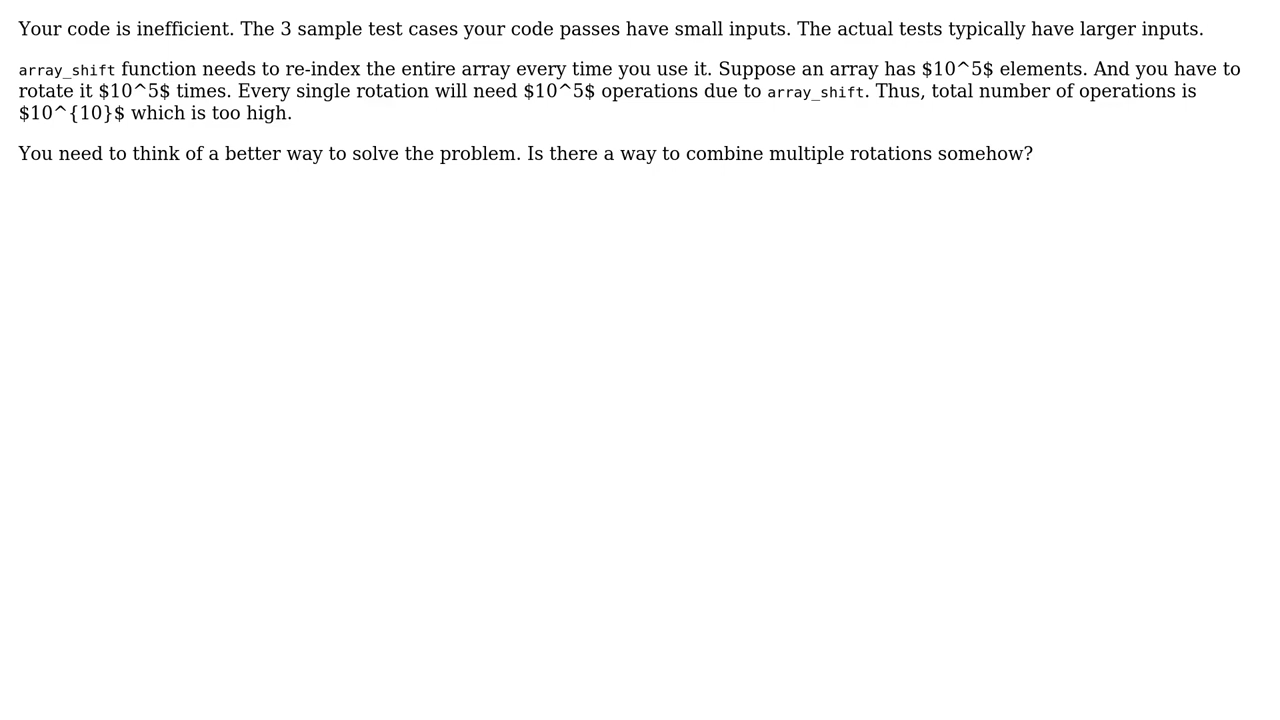 Your code is inefficient. The 3 sample test cases your code passes have small inputs. The actual tests typically have larger inputs.
array_shift function needs to re-index the entire array every time you use it. Suppose an array has $10^5$ elements. And you have to
rotate it $10^5$ times. Every single rotation will need $10^5$ operations due to array_shift. Thus, total number of operations is
$10^{10}$ which is too high.
You need to think of a better way to solve the problem. Is there a way to combine multiple rotations somehow?